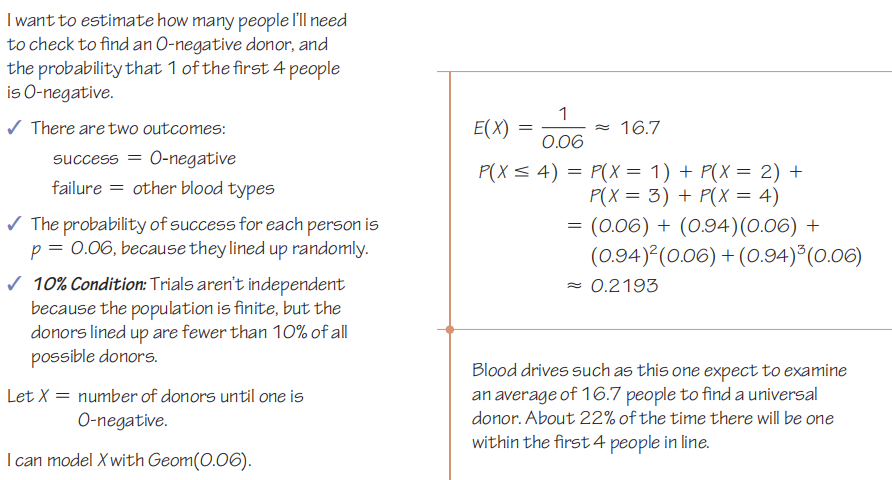 I want to estimate how many people I'll need
to check to find an O-negative donor, and
the probability that 1 of the first 4 people
is O-negative.
✓ There are two outcomes:
success = O-negative
failure = other blood types
✓ The probability of success for each person is
p = 0.06, because they lined up randomly.
✓ 10% Condition: Trials aren't independent
because the population is finite, but the
donors lined up are fewer than 10% of all
possible donors.
Let X = number of donors until one is
O-negative.
I can model X with Geom(0.06).
E(X) = 1/0.06 ≈ 16.7
P(X ≤ 4) = P(X = 1) + P(X = 2) +
P(X = 3) + P(X = 4)
= (0.06) + (0.94)(0.06) +
(0.94)²(0.06) + (0.94)³(0.06)
≈ 0.2193
Blood drives such as this one expect to examine
an average of 16.7 people to find a universal
donor. About 22% of the time there will be one
within the first 4 people in line.